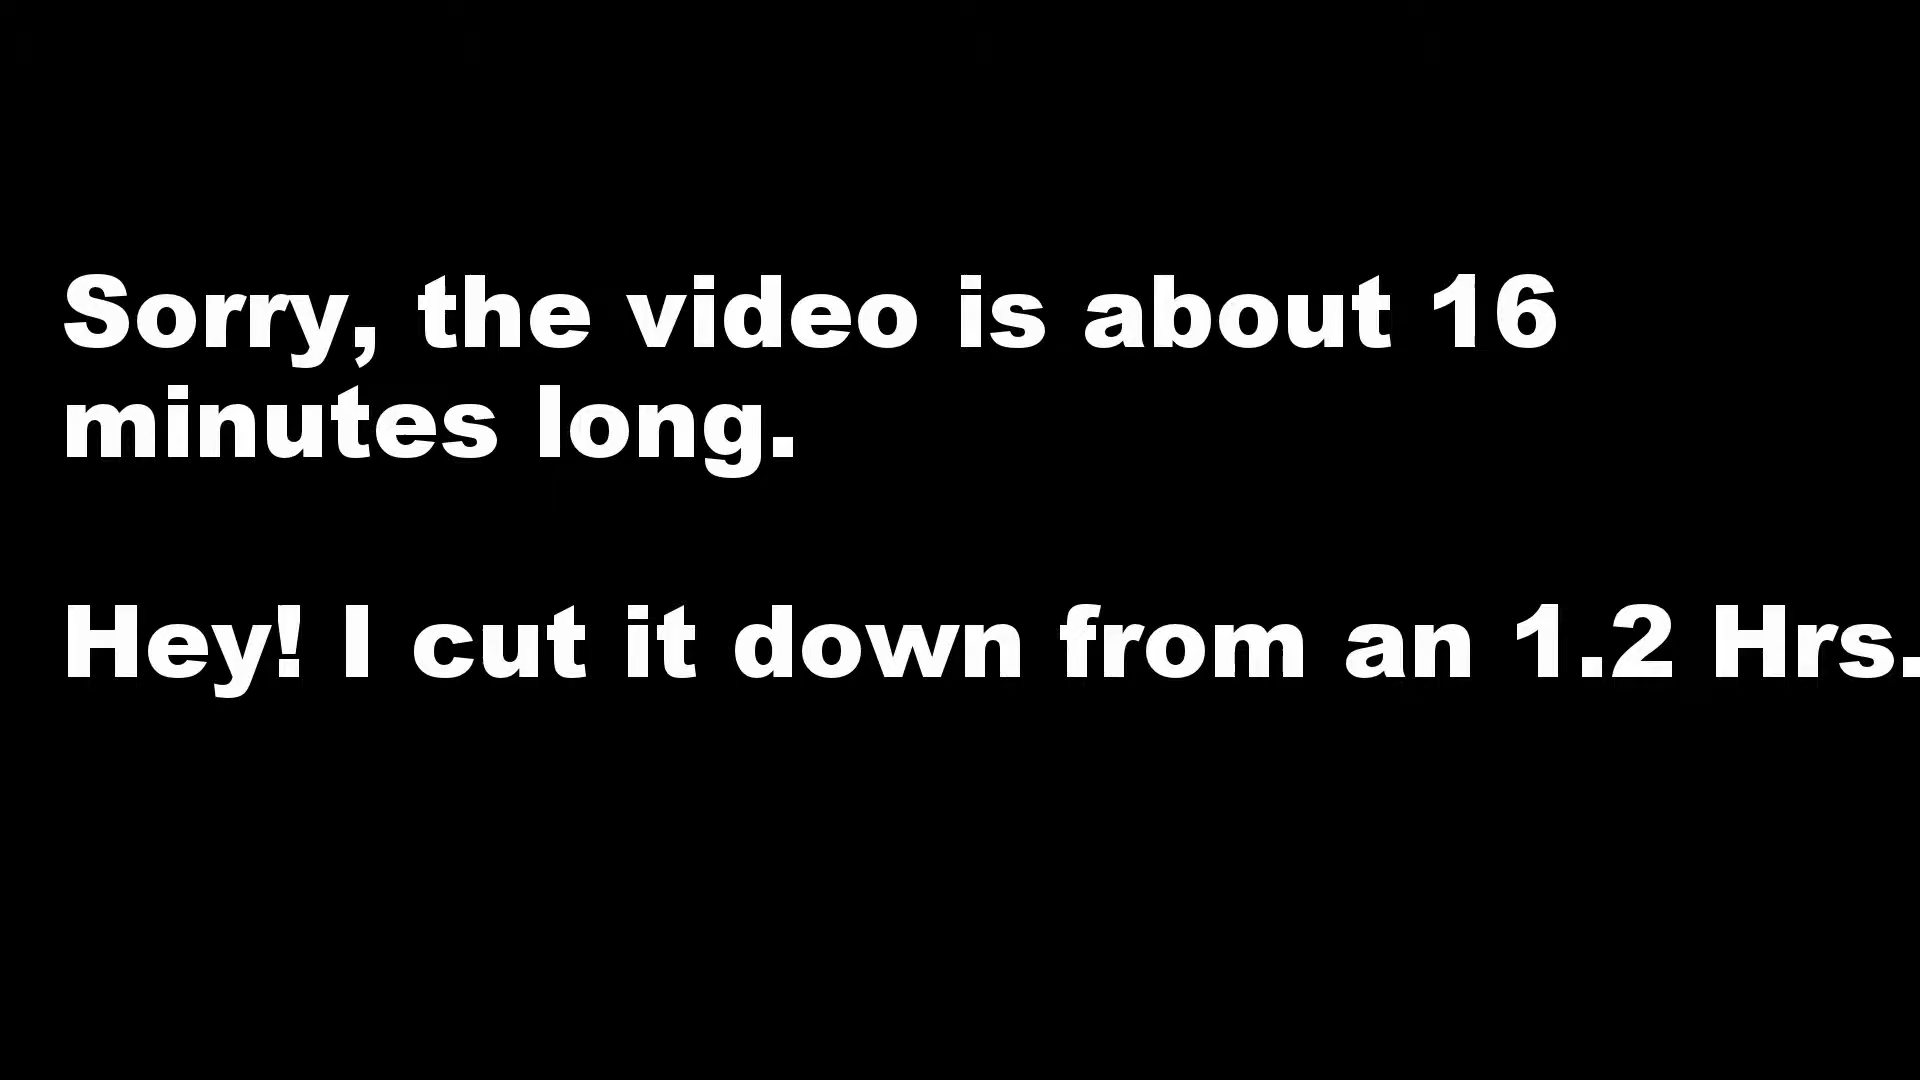 Sorry, the video is about 16
minutes long.
Hey! I cut it down from an 1.2 Hrs.